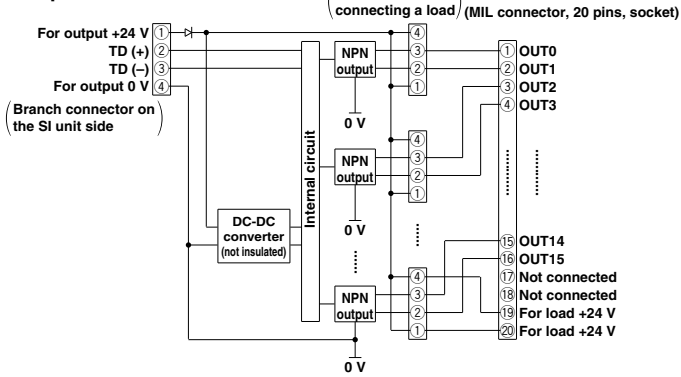 connecting a load) (MIL connector, 20 pins, socket)
For output +24 V ①
TD (+) ②
TD (–) ③
For output 0 V ④
(Branch connector on
the SI unit side)
Internal circuit
DC-DC
converter
(not insulated)
NPN
output
0 V
NPN
output
0 V
NPN
output
0 V
④
③
②
①
④
③
②
①
④
③
②
①
① OUT0
② OUT1
③ OUT2
④ OUT3
⑮ OUT14
⑯ OUT15
⑰ Not connected
⑱ Not connected
⑲ For load +24 V
⑳ For load +24 V